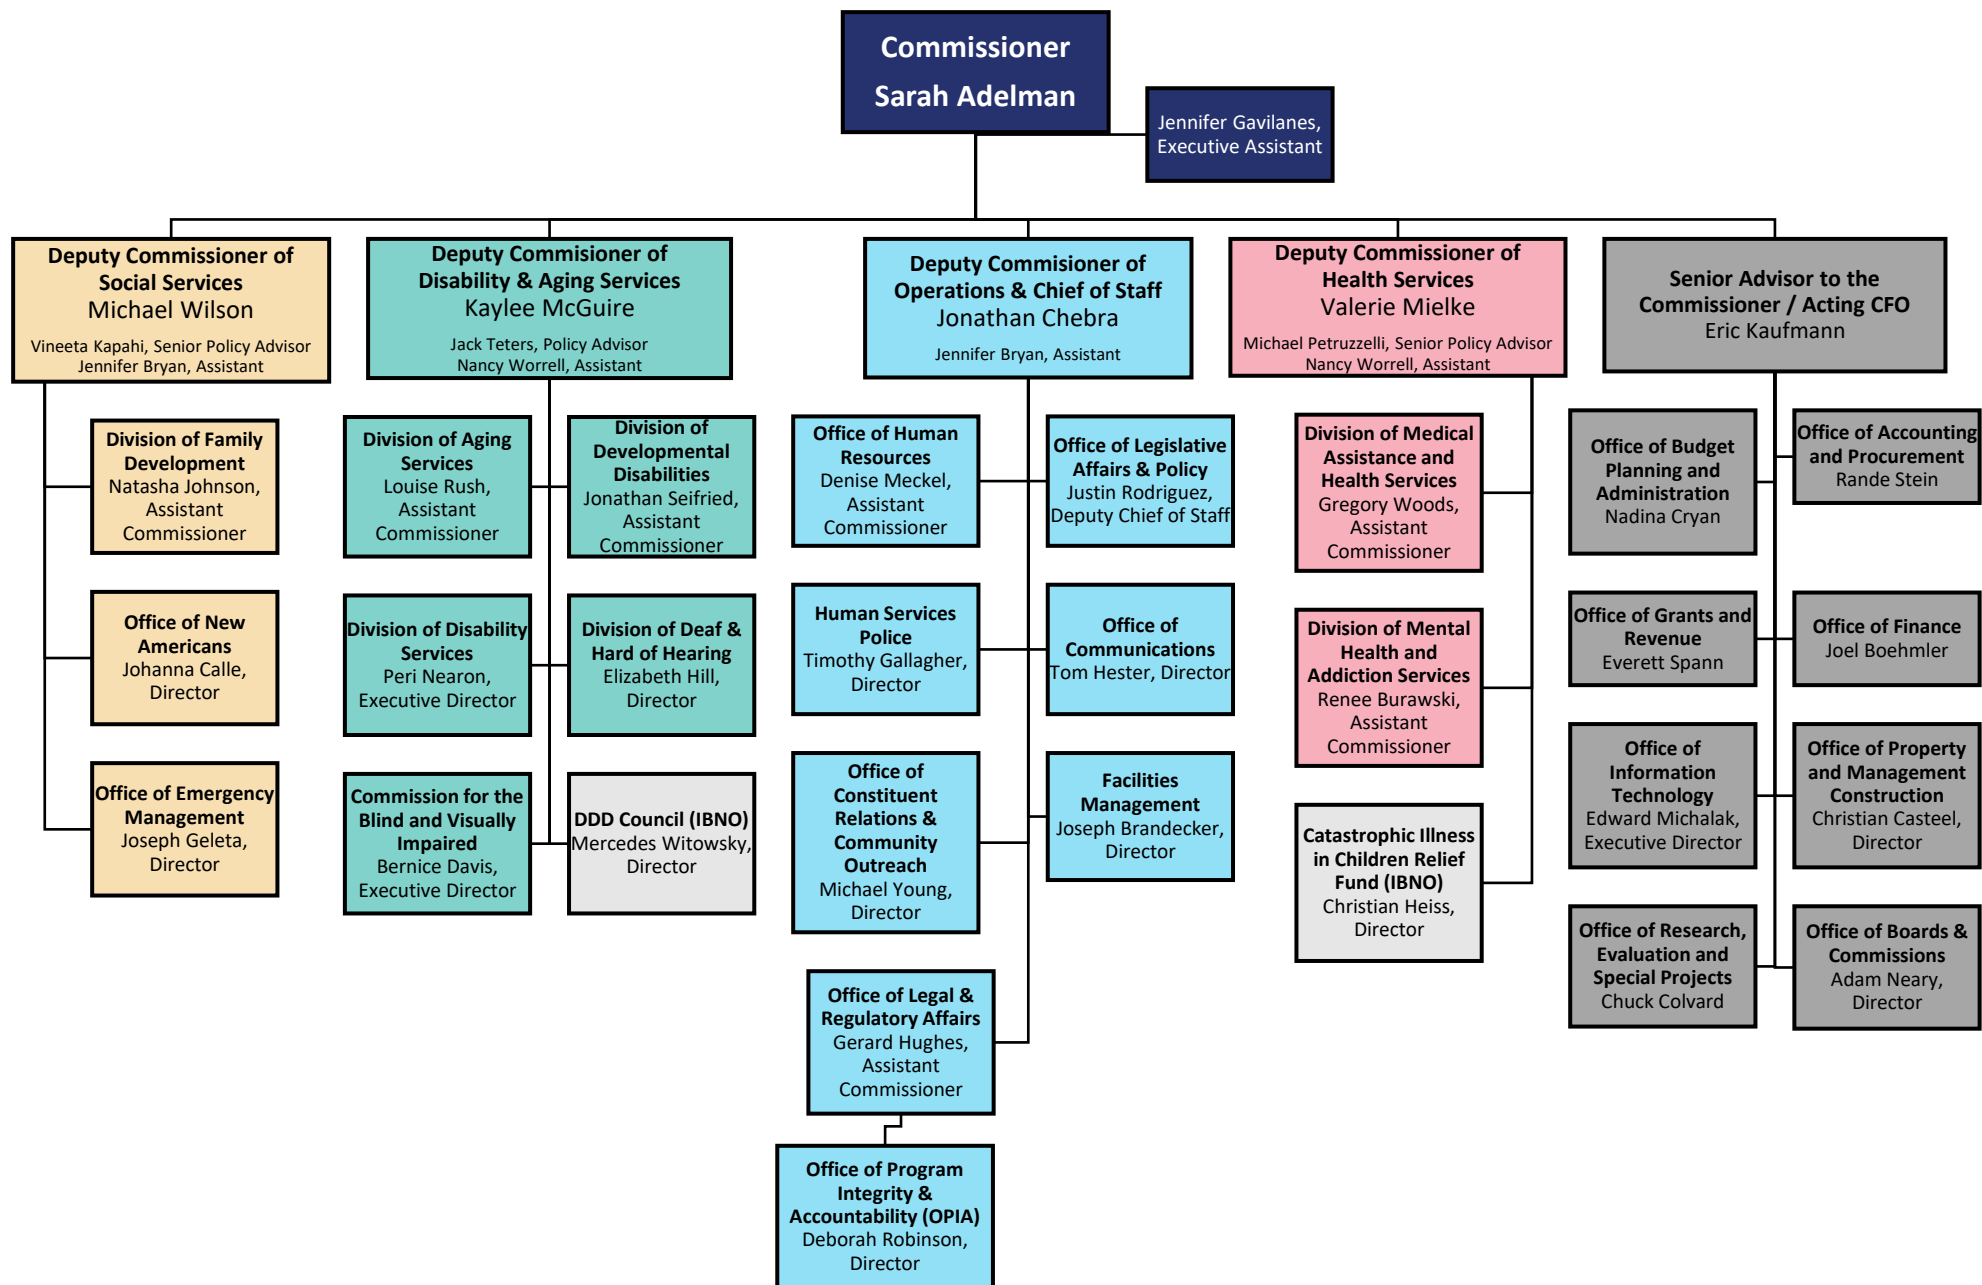 Commissioner
Sarah Adelman
Jennifer Gavilanes,
Executive Assistant
Deputy Commissioner of
Social Services
Michael Wilson
Vineeta Kapahi, Senior Policy Advisor
Jennifer Bryan, Assistant
Deputy Commisioner of
Disability & Aging Services
Kaylee McGuire
Jack Teters, Policy Advisor
Nancy Worrell, Assistant
Deputy Commisioner of
Operations & Chief of Staff
Jonathan Chebra
Jennifer Bryan, Assistant
Deputy Commissioner of
Health Services
Valerie Mielke
Michael Petruzzelli, Senior Policy Advisor
Nancy Worrell, Assistant
Senior Advisor to the
Commissioner / Acting CFO
Eric Kaufmann
Division of Family
Development
Natasha Johnson,
Assistant
Commissioner
Office of New
Americans
Johanna Calle,
Director
Office of Emergency
Management
Joseph Geleta,
Director
Division of Aging
Services
Louise Rush,
Assistant
Commissioner
Division of
Developmental
Disabilities
Jonathan Seifried,
Assistant
Commissioner
Division of Disability
Services
Peri Nearon,
Executive Director
Division of Deaf &
Hard of Hearing
Elizabeth Hill,
Director
Commission for the
Blind and Visually
Impaired
Bernice Davis,
Executive Director
DDD Council (IBNO)
Mercedes Witowsky,
Director
Office of Human
Resources
Denise Meckel,
Assistant
Commissioner
Office of Legislative
Affairs & Policy
Justin Rodriguez,
Deputy Chief of Staff
Human Services
Police
Timothy Gallagher,
Director
Office of
Communications
Tom Hester, Director
Office of
Constituent
Relations &
Community
Outreach
Michael Young,
Director
Facilities
Management
Joseph Brandecker,
Director
Office of Legal &
Regulatory Affairs
Gerard Hughes,
Assistant
Commissioner
Office of Program
Integrity &
Accountability (OPIA)
Deborah Robinson,
Director
Division of Medical
Assistance and
Health Services
Gregory Woods,
Assistant
Commissioner
Division of Mental
Health and
Addiction Services
Renee Burawski,
Assistant
Commissioner
Catastrophic Illness
in Children Relief
Fund (IBNO)
Christian Heiss,
Director
Office of Budget
Planning and
Administration
Nadina Cryan
Office of Accounting
and Procurement
Rande Stein
Office of Grants and
Revenue
Everett Spann
Office of Finance
Joel Boehmler
Office of
Information
Technology
Edward Michalak,
Executive Director
Office of Property
and Management
Construction
Christian Casteel,
Director
Office of Research,
Evaluation and
Special Projects
Chuck Colvard
Office of Boards &
Commissions
Adam Neary,
Director